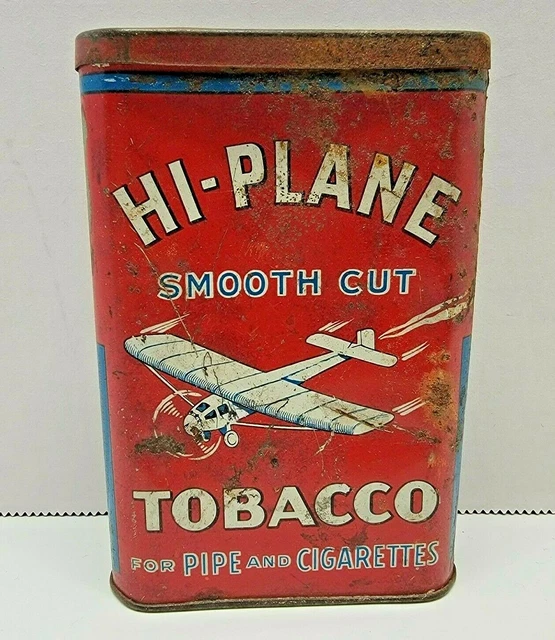 HI-PLANE
SMOOTH CUT
TOBACCO
FOR PIPE AND CIGARETTES